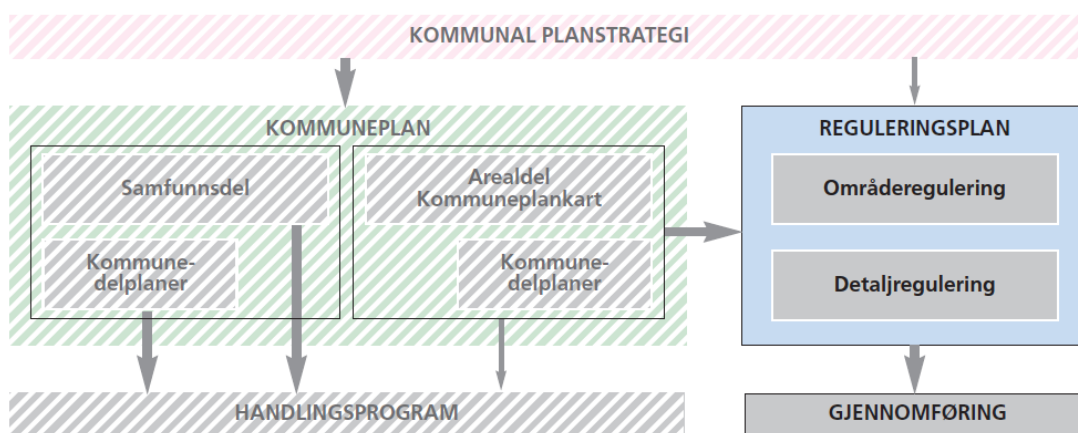 KOMMUNAL PLANSTRATEGI
KOMMUNEPLAN
Samfunnsdel
Kommune-
delplaner
Arealdel
Kommuneplankart
Kommune-
delplaner
REGULERINGSPLAN
Områderegulering
Detaljregulering
HANDLINGSPROGRAM
GJENNOMFØRING